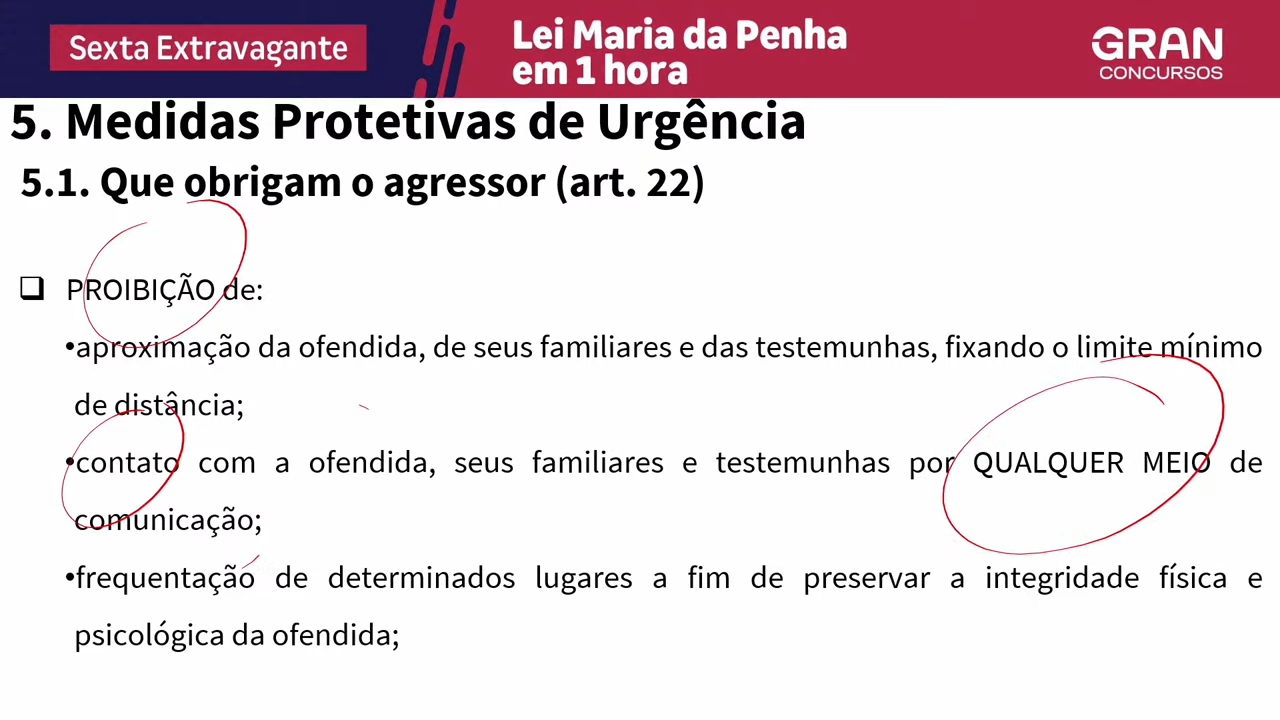 Sexta Extravagante
Lei Maria da Penha
em 1 hora
GRAN
CONCURSOS
5. Medidas Protetivas de Urgência
5.1. Que obrigam o agressor (art. 22)
❑ PROIBIÇÃO de:
•aproximação da ofendida, de seus familiares e das testemunhas, fixando o limite mínimo
de distância;
•contato com a ofendida, seus familiares e testemunhas por QUALQUER MEIO de
comunicação;
•frequentação de determinados lugares a fim de preservar a integridade física e
psicológica da ofendida;